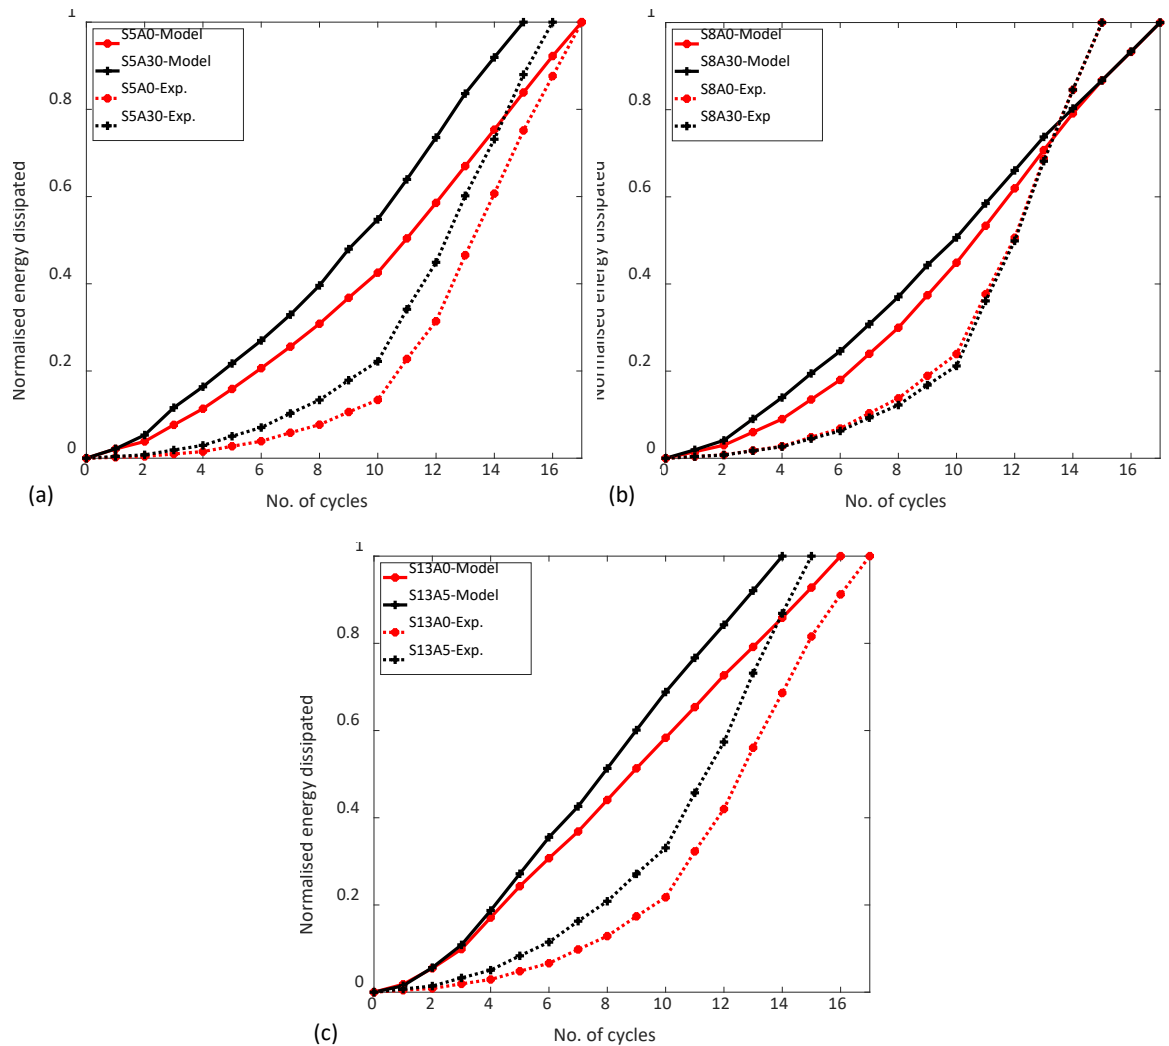 1
S5A0-Model
S5A30-Model
S5A0-Exp.
S5A30-Exp.
0.8
0.6
0.4
0.2
0
Normalised energy dissipated
0 2 4 6 8 10 12 14 16
No. of cycles
(a)
1
S8A0-Model
S8A30-Model
S8A0-Exp.
S8A30-Exp
0.8
0.6
0.4
0.2
0
Normalised energy dissipated
0 2 4 6 8 10 12 14 16
No. of cycles
(b)
1
S13A0-Model
S13A5-Model
S13A0-Exp.
S13A5-Exp.
0.8
0.6
0.4
0.2
0
Normalised energy dissipated
0 2 4 6 8 10 12 14 16
No. of cycles
(c)